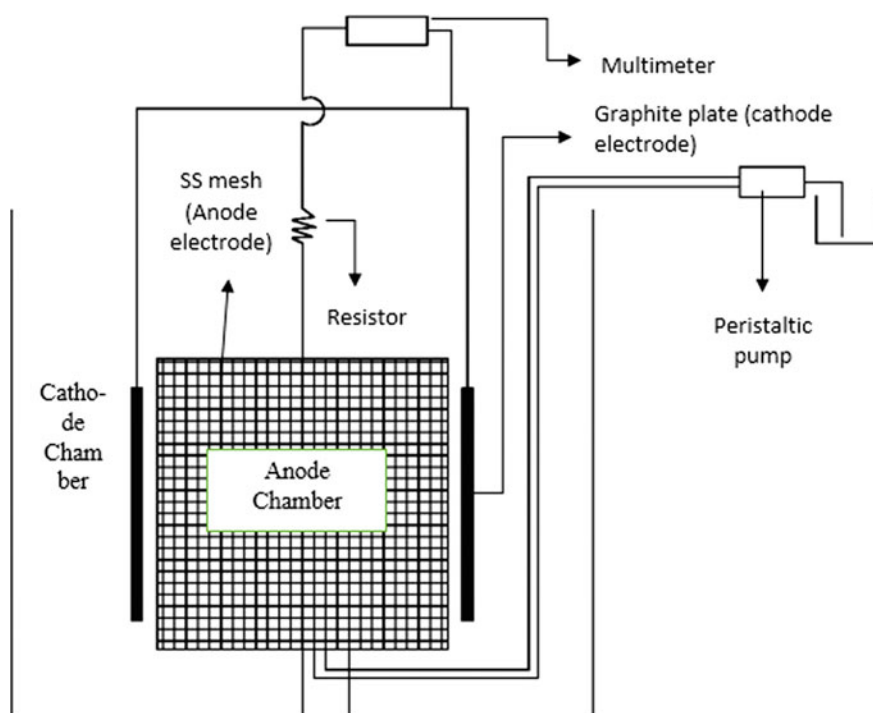 Multimeter
Graphite plate (cathode
electrode)
SS mesh
(Anode
electrode)
Resistor
Peristaltic
pump
Catho-
de
Cham
ber
Anode
Chamber